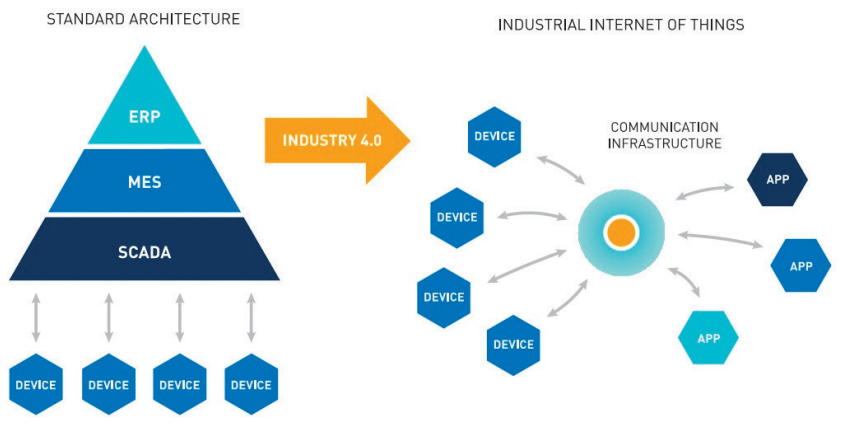 STANDARD ARCHITECTURE
ERP
MES
SCADA
DEVICE
DEVICE
DEVICE
DEVICE
INDUSTRY 4.0
INDUSTRIAL INTERNET OF THINGS
COMMUNICATION
INFRASTRUCTURE
DEVICE
DEVICE
DEVICE
DEVICE
APP
APP
APP